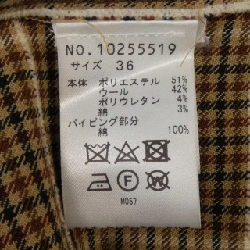 NO.10255519
サイズ 36
本体 ポリエステル 51%
ウール 42%
ポリウレタン 4%
綿 3%
パイピング部分
綿 100%
M057